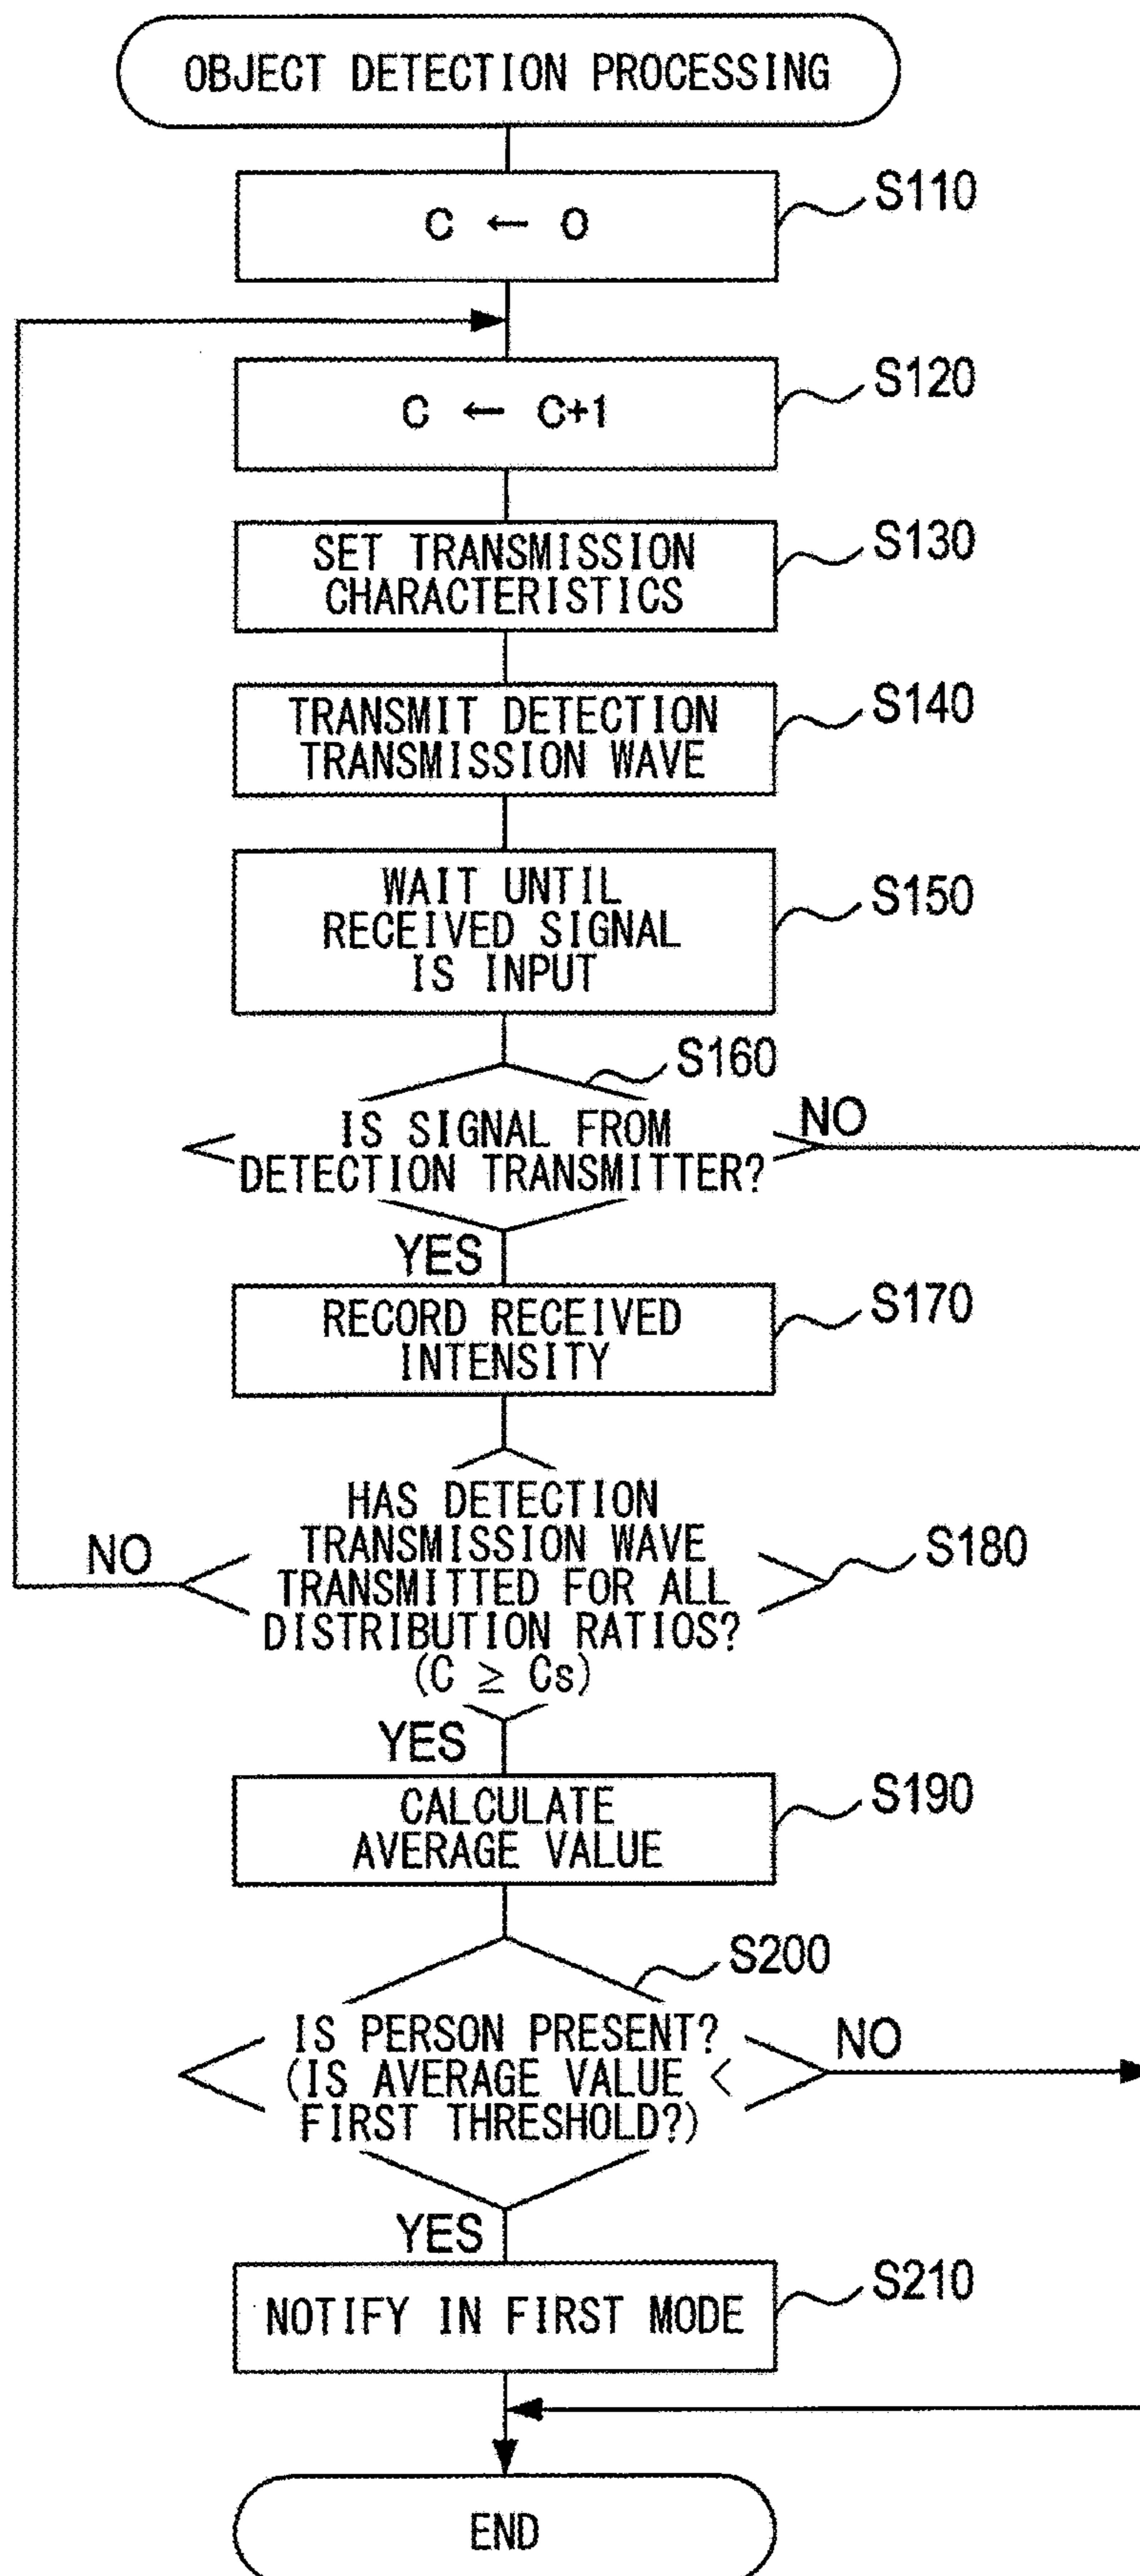 OBJECT DETECTION PROCESSING
C ← 0
S110
C ← C+1
S120
SET TRANSMISSION
CHARACTERISTICS
S130
TRANSMIT DETECTION
TRANSMISSION WAVE
S140
WAIT UNTIL
RECEIVED SIGNAL
IS INPUT
S150
S160
IS SIGNAL FROM
DETECTION TRANSMITTER?
NO
YES
RECORD RECEIVED
INTENSITY
S170
HAS DETECTION
TRANSMISSION WAVE
TRANSMITTED FOR ALL
DISTRIBUTION RATIOS?
(C ≥ Cs)
NO
S180
YES
CALCULATE
AVERAGE VALUE
S190
S200
IS PERSON PRESENT?
(IS AVERAGE VALUE <
FIRST THRESHOLD?)
NO
YES
NOTIFY IN FIRST MODE
S210
END